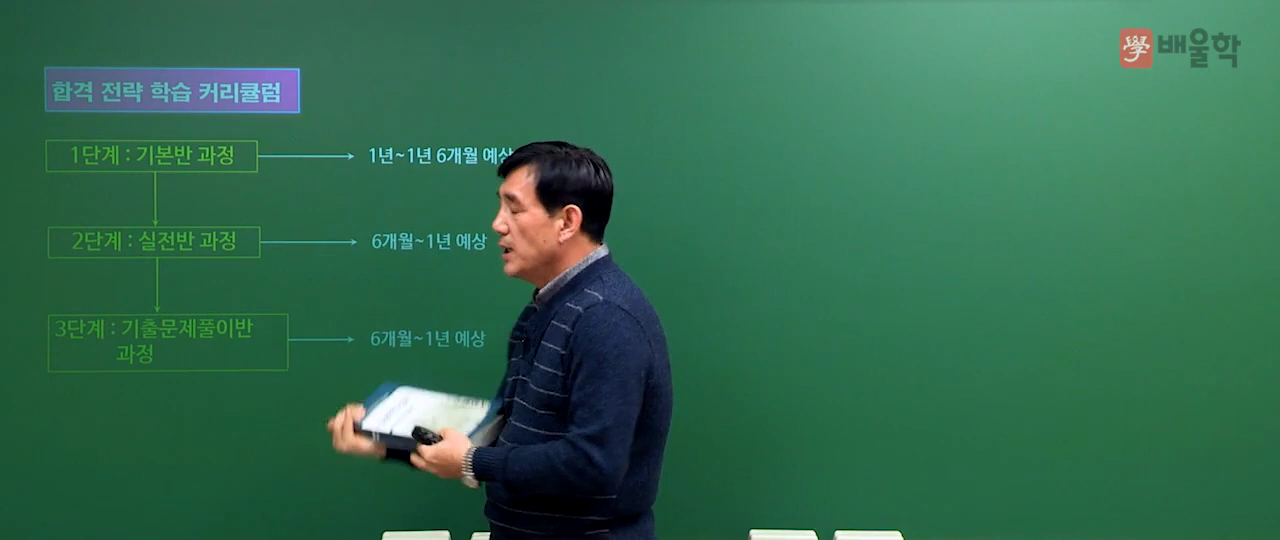 學 배울학
합격 전략 학습 커리큘럼
1단계 : 기본반 과정
1년~1년 6개월 예상
2단계 : 실전반 과정
6개월~1년 예상
3단계 : 기출문제풀이반
과정
6개월~1년 예상